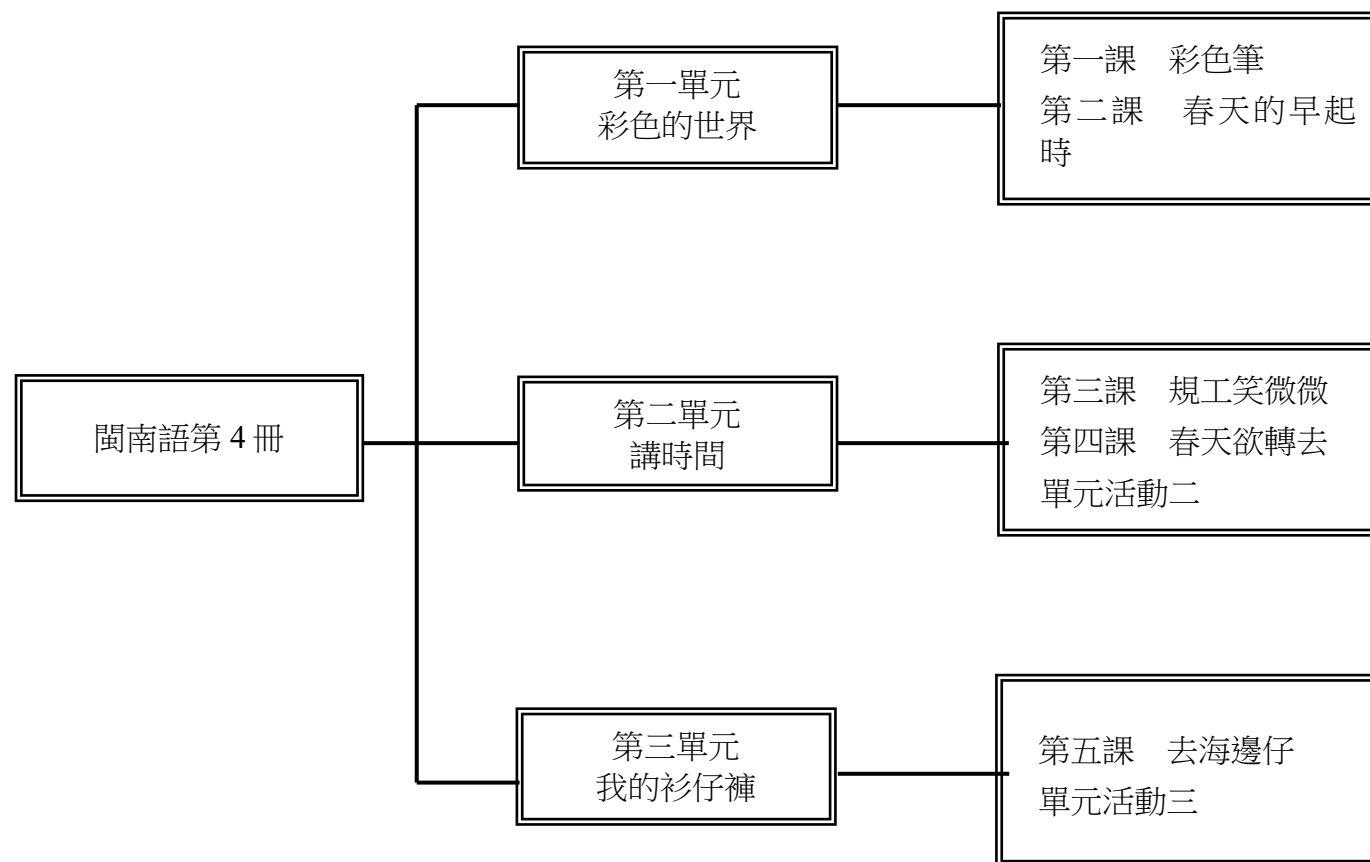 閩南語第 4 冊
第一單元
彩色的世界
第一課　彩色筆
第二課　春天的早起
時
第二單元
講時間
第三課　規工笑微微
第四課　春天欲轉去
單元活動二
第三單元
我的衫仔褲
第五課　去海邊仔
單元活動三